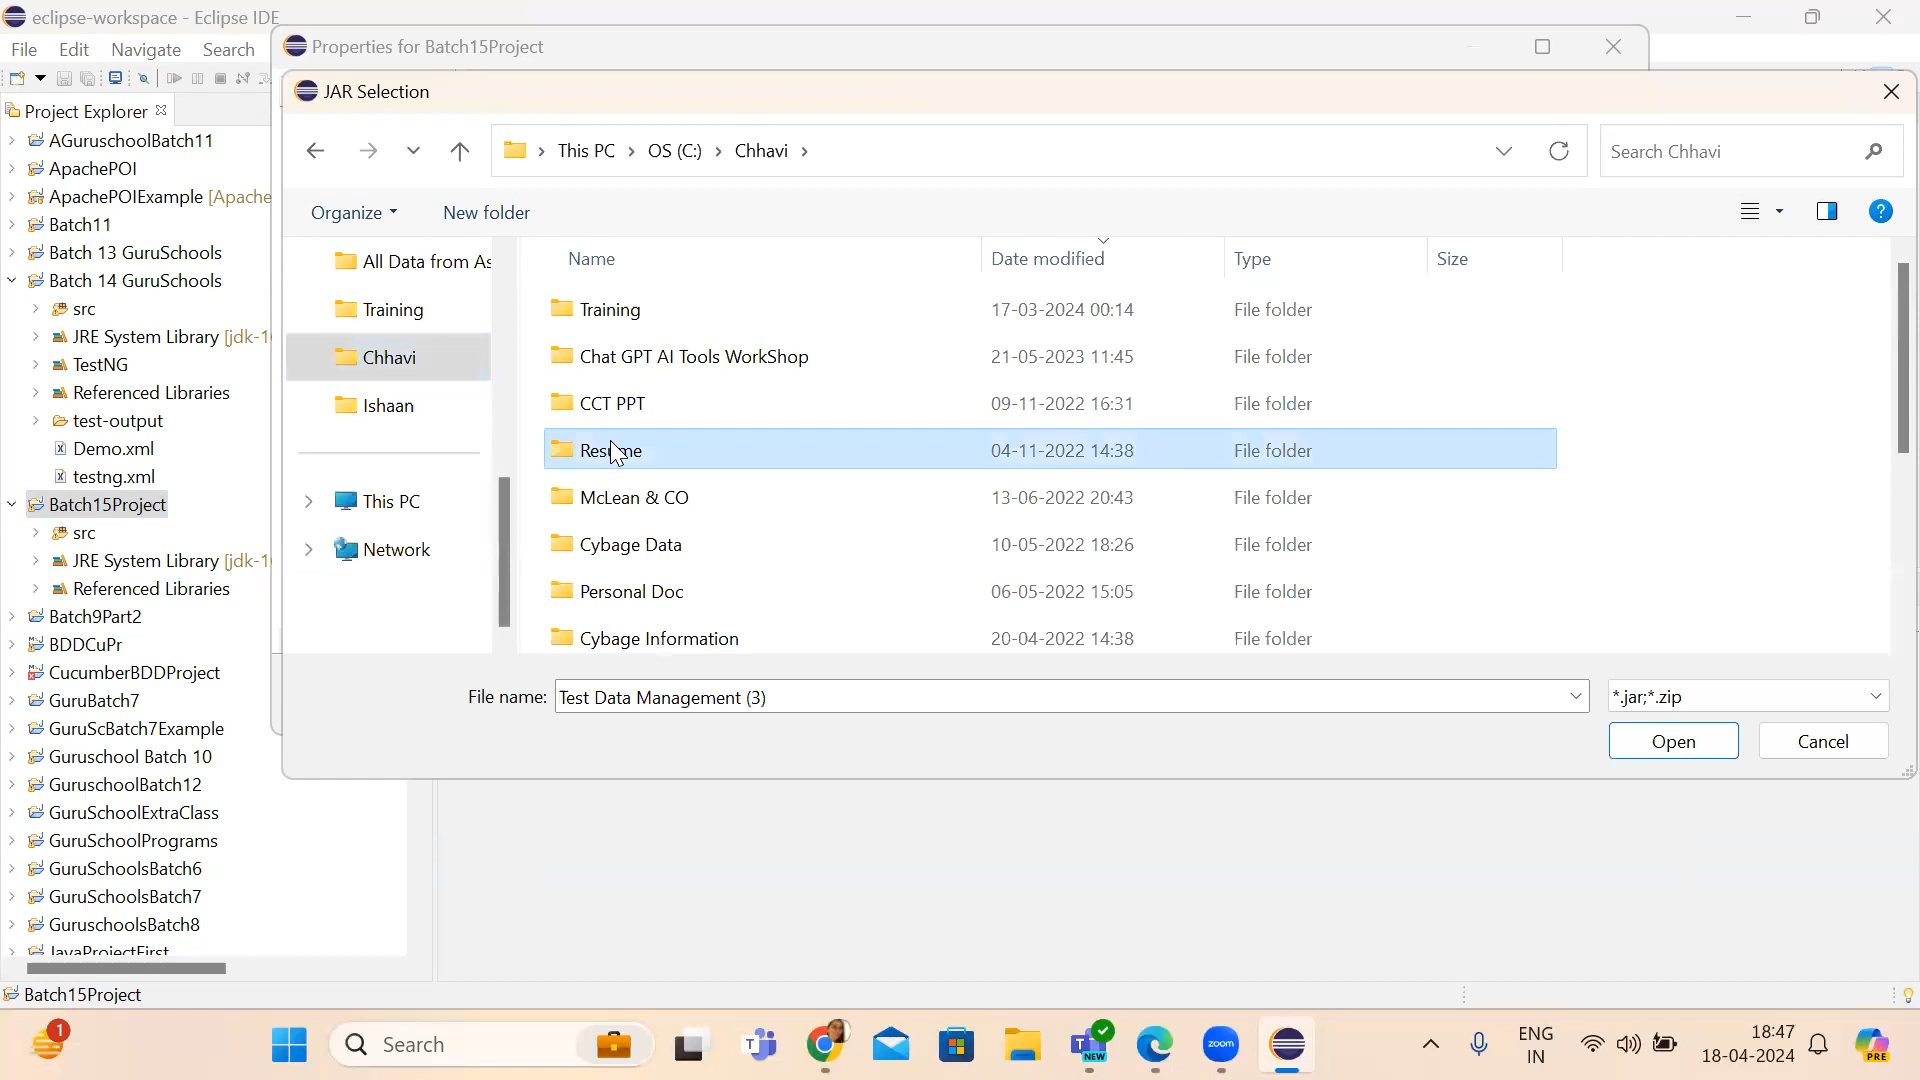 eclipse-workspace - Eclipse IDE
File Edit Navigate Search
Properties for Batch15Project
JAR Selection
Project Explorer
AGuruschoolBatch11
ApachePOI
ApachePOIExample [Apache
Batch11
Batch 13 GuruSchools
Batch 14 GuruSchools
src
JRE System Library [jdk-1
TestNG
Referenced Libraries
test-output
Demo.xml
testng.xml
Batch15Project
src
JRE System Library [jdk-1
Referenced Libraries
Batch9Part2
BDDCuPr
CucumberBDDProject
GuruBatch7
GuruScBatch7Example
Guruschool Batch 10
GuruschoolBatch12
GuruSchoolExtraClass
GuruSchoolPrograms
GuruSchoolsBatch6
GuruSchoolsBatch7
GuruschoolsBatch8
JavaProjectFirst
Batch15Project
This PC OS (C:) Chhavi
Search Chhavi
Organize New folder
All Data from As
Training
Chhavi
Ishaan
This PC
Network
Name Date modified Type Size
Training 17-03-2024 00:14 File folder
Chat GPT AI Tools WorkShop 21-05-2023 11:45 File folder
CCT PPT 09-11-2022 16:31 File folder
Resume 04-11-2022 14:38 File folder
McLean & CO 13-06-2022 20:43 File folder
Cybage Data 10-05-2022 18:26 File folder
Personal Doc 06-05-2022 15:05 File folder
Cybage Information 20-04-2022 14:38 File folder
File name: Test Data Management (3) *.jar;*.zip
Open Cancel
1
Search
NEW
zoom
ENG
IN
18:47
18-04-2024
PRE